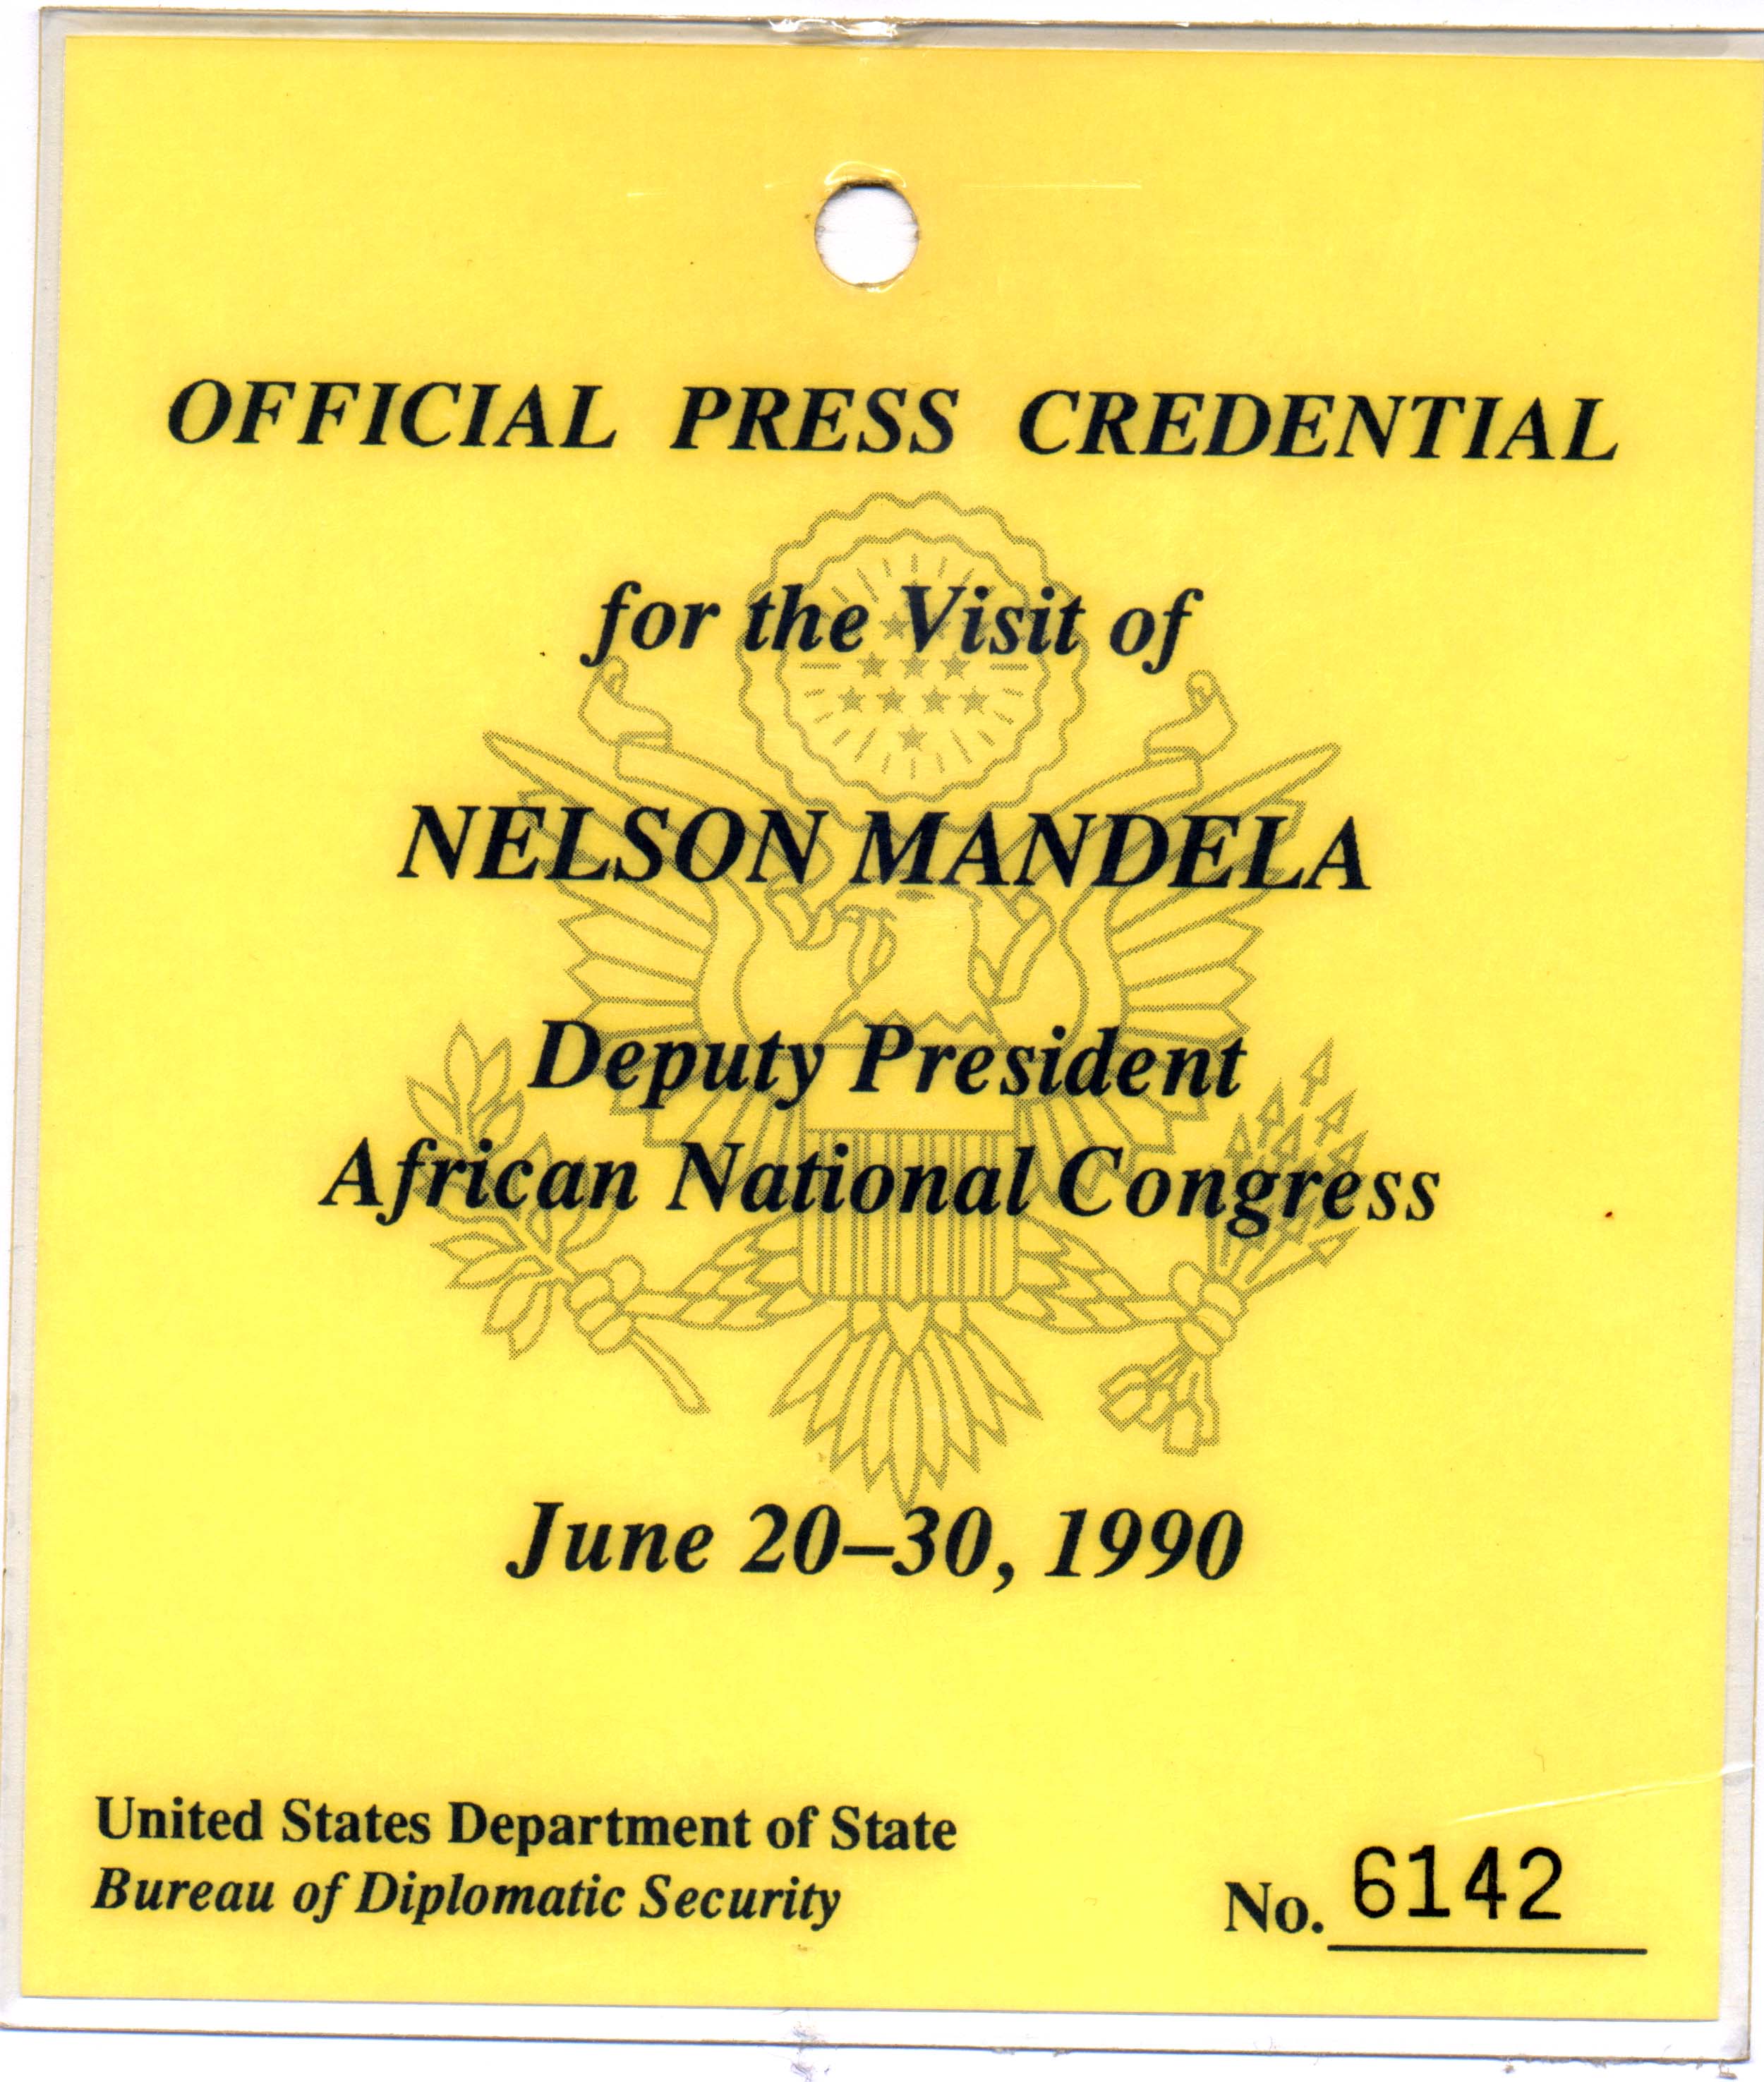 OFFICIAL PRESS CREDENTIAL
for the Visit of
NELSON MANDELA
Deputy President
African National Congress
June 20–30, 1990
United States Department of State
Bureau of Diplomatic Security
No. 6142